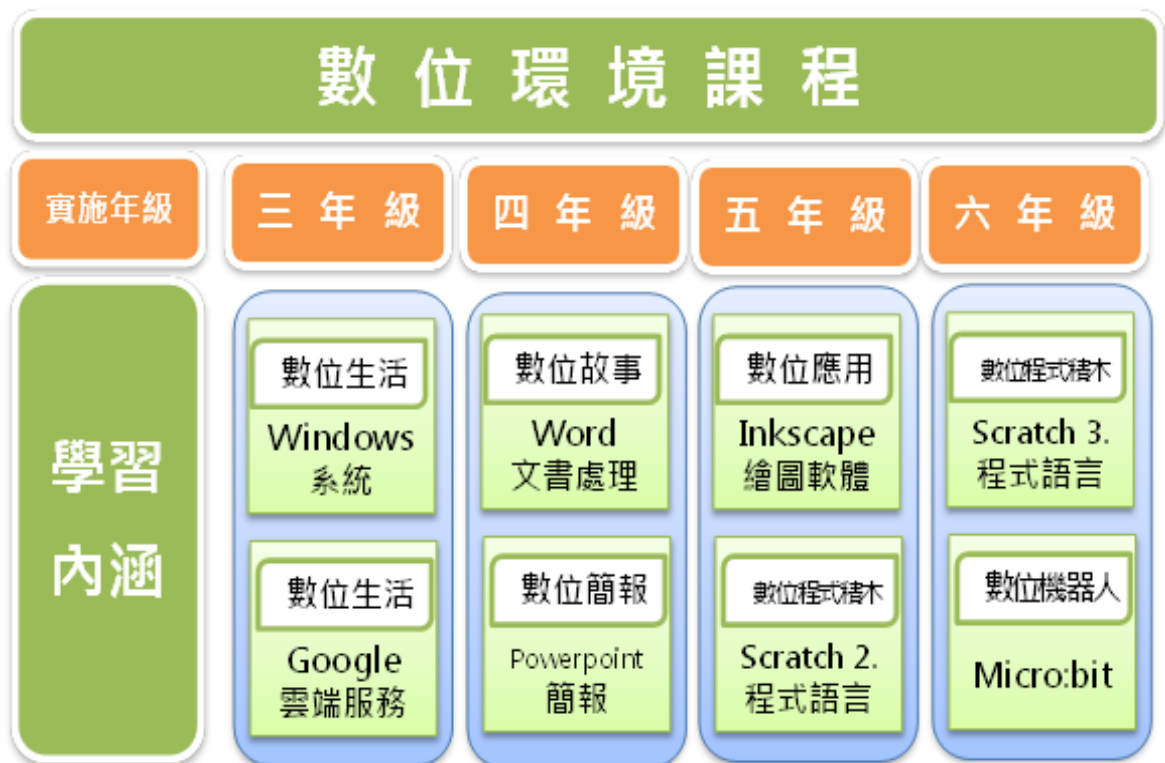 數位環境課程
實施年級
三年級
四年級
五年級
六年級
學習
內涵
數位生活
Windows
系統
數位生活
Google
雲端服務
數位故事
Word
文書處理
數位簡報
Powerpoint
簡報
數位應用
Inkscape
繪圖軟體
數位程式積木
Scratch 2.
程式語言
數位程式積木
Scratch 3.
程式語言
數位機器人
Micro:bit